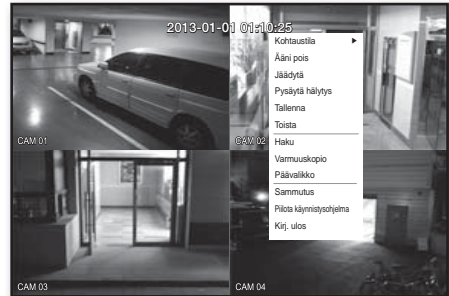 2013-01-01 01:10:25
Kohtaustila
Ääni pois
Jäädytä
Pysäytä hälytys
Tallenna
Toista
Haku
Varmuuskopio
Päävalikko
Sammutus
Piilota käynnistysohjelma
Kirj. ulos
CAM 01
CAM 02
CAM 03
CAM 04